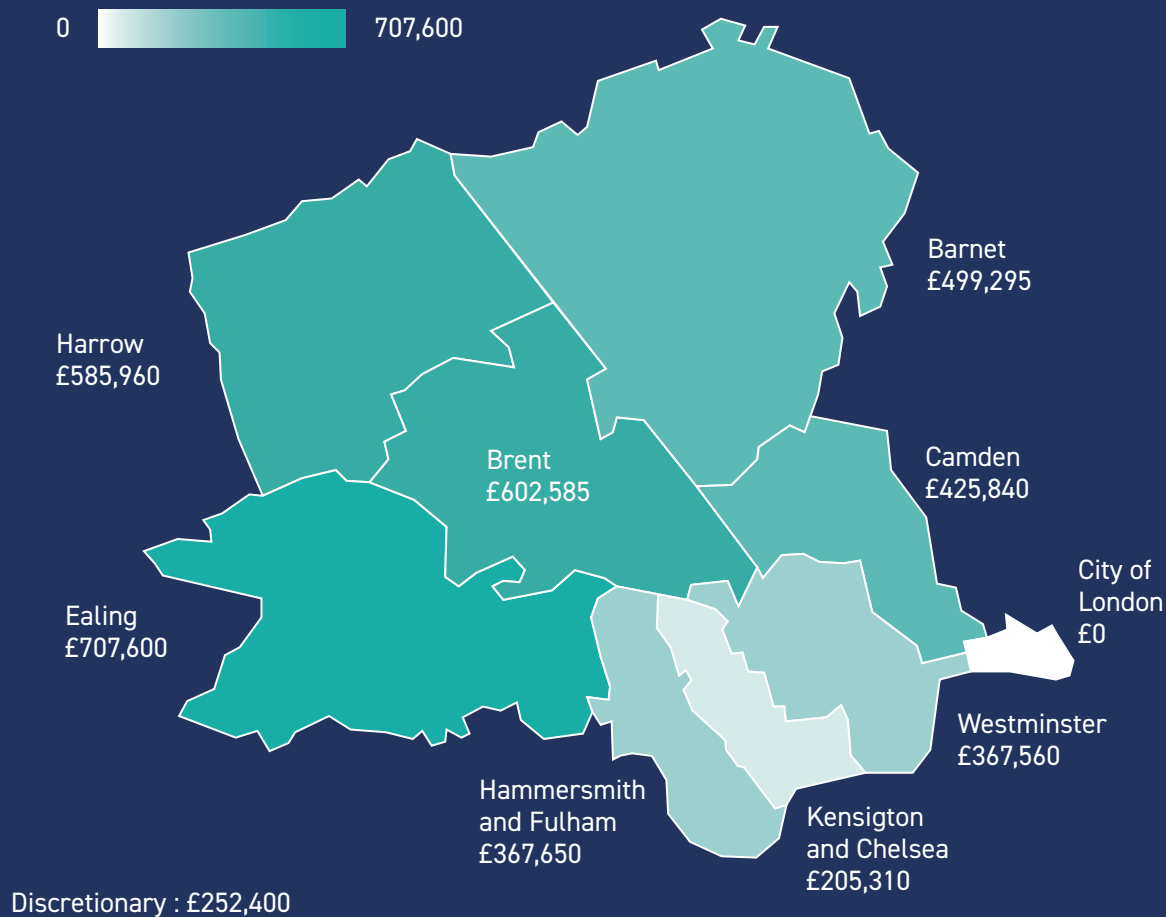 0
707,600
Barnet
£499,295
Harrow
£585,960
Brent
£602,585
Camden
£425,840
City of
London
£0
Ealing
£707,600
Westminster
£367,560
Hammersmith
and Fulham
£367,650
Kensigton
and Chelsea
£205,310
Discretionary : £252,400